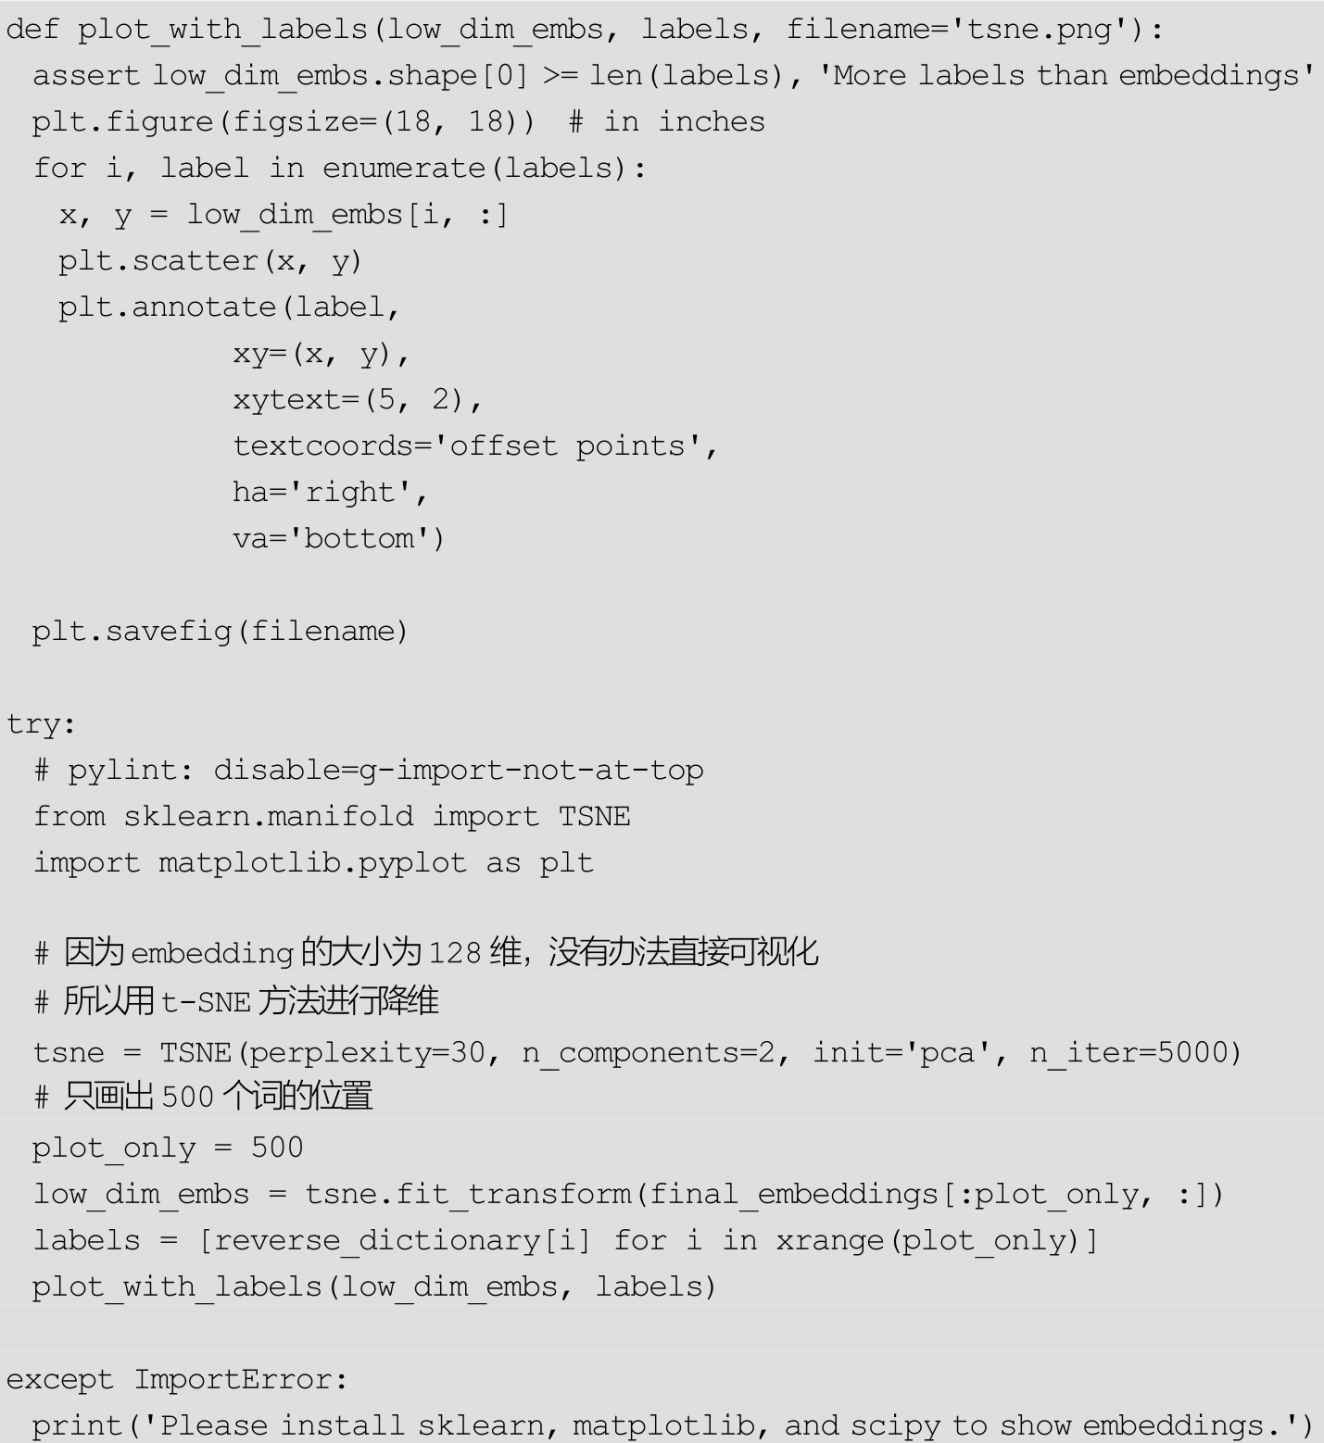 def plot_with_labels(low_dim_embs, labels, filename='tsne.png'):
  assert low_dim_embs.shape[0] >= len(labels), 'More labels than embeddings'
  plt.figure(figsize=(18, 18))  # in inches
  for i, label in enumerate(labels):
    x, y = low_dim_embs[i, :]
    plt.scatter(x, y)
    plt.annotate(label,
                 xy=(x, y),
                 xytext=(5, 2),
                 textcoords='offset points',
                 ha='right',
                 va='bottom')

  plt.savefig(filename)

try:
  # pylint: disable=g-import-not-at-top
  from sklearn.manifold import TSNE
  import matplotlib.pyplot as plt

  # 因为 embedding 的大小为 128 维，没有办法直接可视化
  # 所以用 t-SNE 方法进行降维
  tsne = TSNE(perplexity=30, n_components=2, init='pca', n_iter=5000)
  # 只画出 500 个词的位置
  plot_only = 500
  low_dim_embs = tsne.fit_transform(final_embeddings[:plot_only, :])
  labels = [reverse_dictionary[i] for i in xrange(plot_only)]
  plot_with_labels(low_dim_embs, labels)

except ImportError:
  print('Please install sklearn, matplotlib, and scipy to show embeddings.')